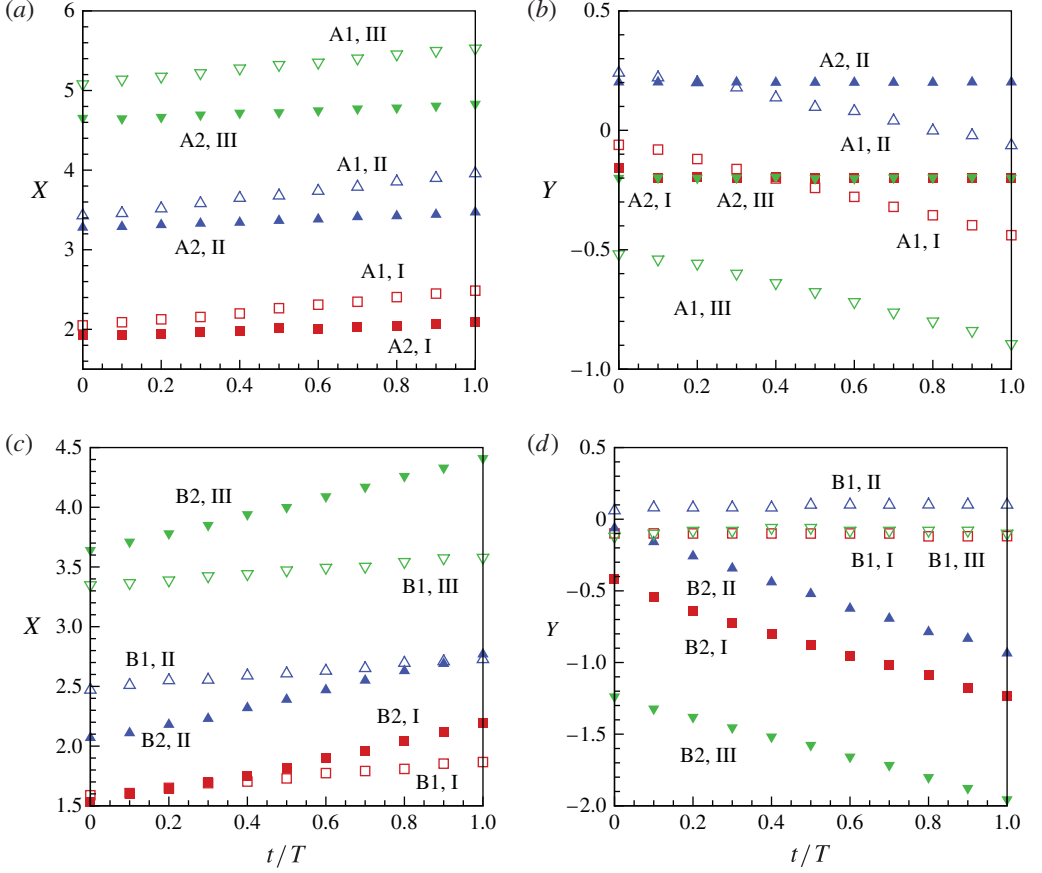 (a)
6
5
4
3
2
X
A1, III
A2, III
A1, II
A2, II
A1, I
A2, I
0
0.2
0.4
0.6
0.8
1.0
(b)
0.5
0
−0.5
−1.0
Y
A2, II
A1, II
A2, I
A2, III
A1, I
A1, III
0
0.2
0.4
0.6
0.8
1.0
(c)
4.5
4.0
3.5
3.0
2.5
2.0
1.5
X
B2, III
B1, III
B1, II
B2, II
B2, I
B1, I
0
0.2
0.4
0.6
0.8
1.0
t/T
(d)
0.5
0
−0.5
−1.0
−1.5
−2.0
Y
B1, II
B1, I
B1, III
B2, II
B2, I
B2, III
0
0.2
0.4
0.6
0.8
1.0
t/T